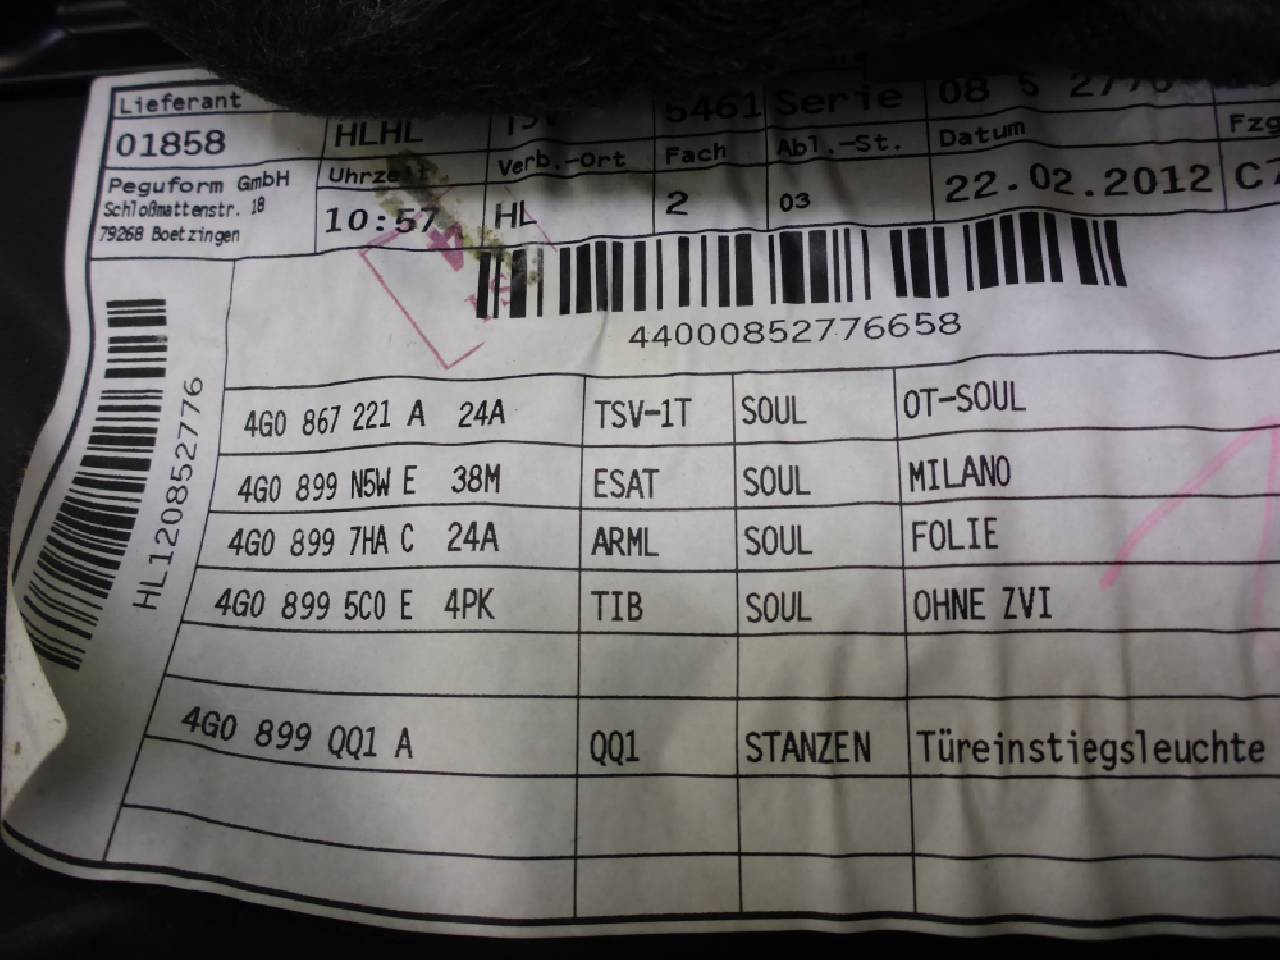 Lieferant
01858 HLHL 5461 Serie
Verb.-Ort Fach Abl.-St. Datum Fzg
Peguform GmbH Uhrzeit
Schloßmattenstr. 18
79268 Boetzingen
10:57 HL 2 03 22.02.2012
44000852776658
HL120852776
4G0 867 221 A 24A TSV-1T SOUL OT-SOUL
4G0 899 N5W E 38M ESAT SOUL MILANO
4G0 899 7HA C 24A ARML SOUL FOLIE
4G0 899 5C0 E 4PK TIB SOUL OHNE ZVI
4G0 899 QQ1 A QQ1 STANZEN Türeinstiegsleuchte